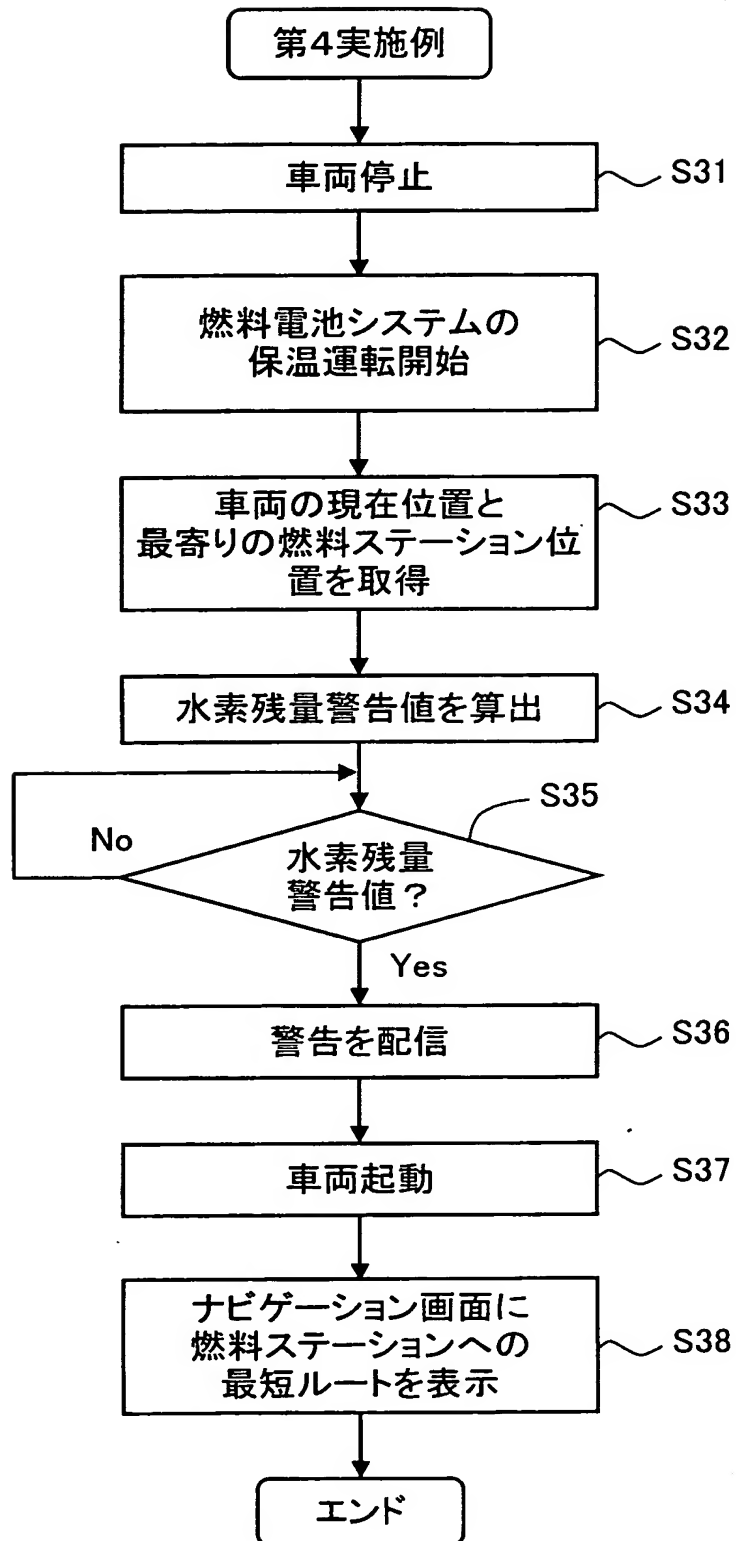 第4実施例
車両停止
S31
燃料電池システムの
保温運転開始
S32
車両の現在位置と
最寄りの燃料ステーション位
置を取得
S33
水素残量警告値を算出
S34
S35
No
水素残量
警告値？
Yes
警告を配信
S36
車両起動
S37
ナビゲーション画面に
燃料ステーションへの
最短ルートを表示
S38
エンド